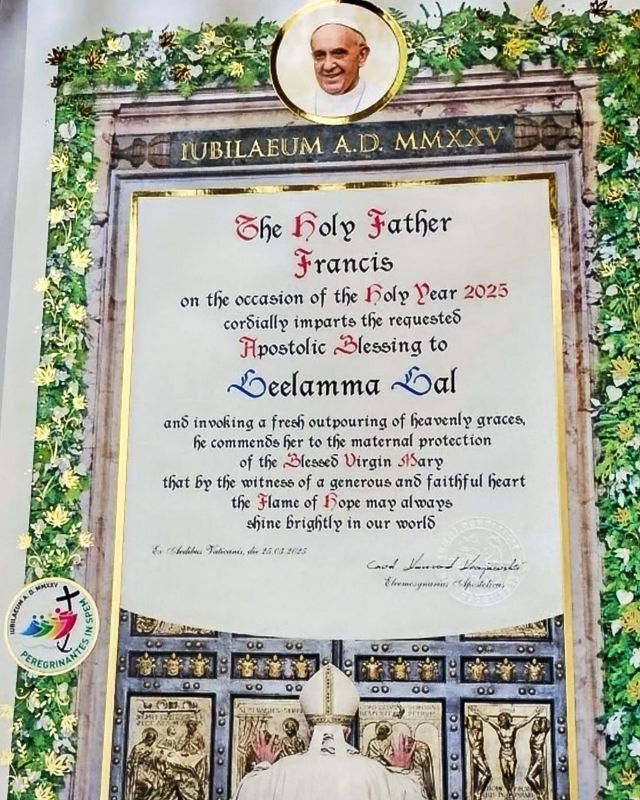 IUBILAEUM A.D. MMXXV
The Holy Father
Francis
on the occasion of the Holy Year 2025
cordially imparts the requested
Apostolic Blessing to
Leelamma Lal
and invoking a fresh outpouring of heavenly graces,
he commends her to the maternal protection
of the Blessed Virgin Mary
that by the witness of a generous and faithful heart
the Flame of Hope may always
shine brightly in our world
Ex Aedibus Vaticanis, die 25.03.2025
Eleemosynarius Apostolicus
IUBILAEUM A.D. MMXXV
PEREGRINANTES IN SPEM